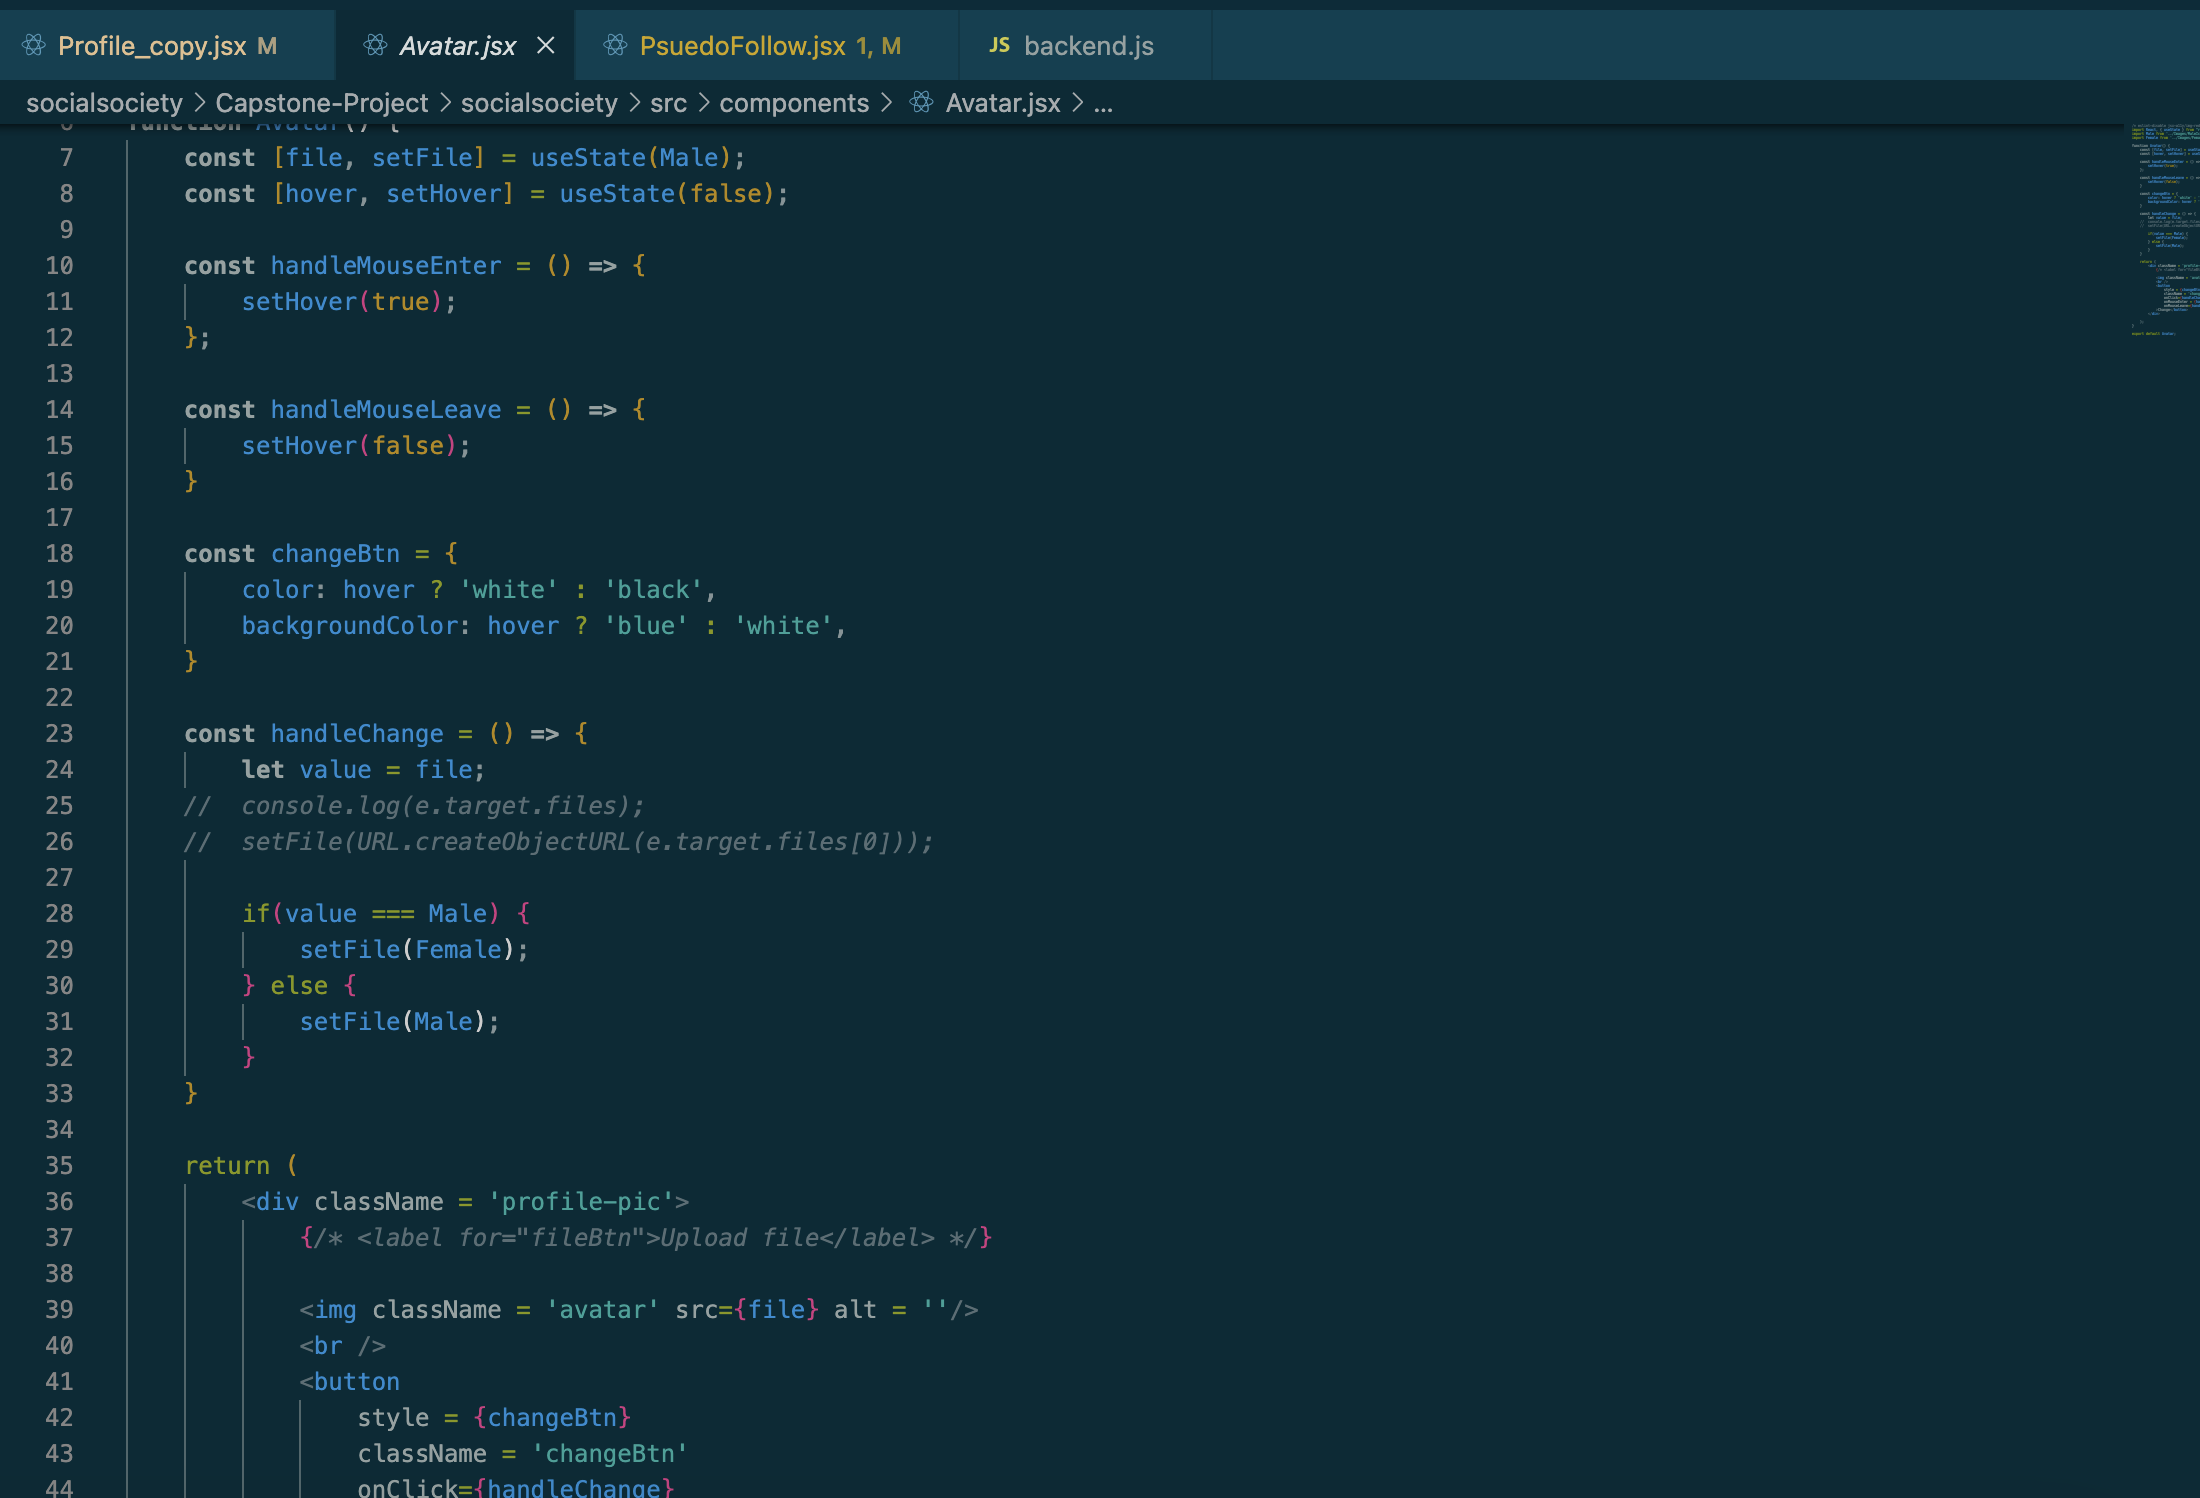 Profile_copy.jsx M Avatar.jsx PsuedoFollow.jsx 1, M JS backend.js
socialsociety > Capstone-Project > socialsociety > src > components > Avatar.jsx > ...
6 function Avatar() {
7 const [file, setFile] = useState(Male);
8 const [hover, setHover] = useState(false);
9
10 const handleMouseEnter = () => {
11 setHover(true);
12 };
13
14 const handleMouseLeave = () => {
15 setHover(false);
16 }
17
18 const changeBtn = {
19 color: hover ? 'white' : 'black',
20 backgroundColor: hover ? 'blue' : 'white',
21 }
22
23 const handleChange = () => {
24 let value = file;
25 // console.log(e.target.files);
26 // setFile(URL.createObjectURL(e.target.files[0]));
27
28 if(value === Male) {
29 setFile(Female);
30 } else {
31 setFile(Male);
32 }
33 }
34
35 return (
36 <div className = 'profile-pic'>
37 {/* <label for="fileBtn">Upload file</label> */}
38
39 <img className = 'avatar' src={file} alt = ''/>
40 <br />
41 <button
42 style = {changeBtn}
43 className = 'changeBtn'
44 onClick={handleChange}